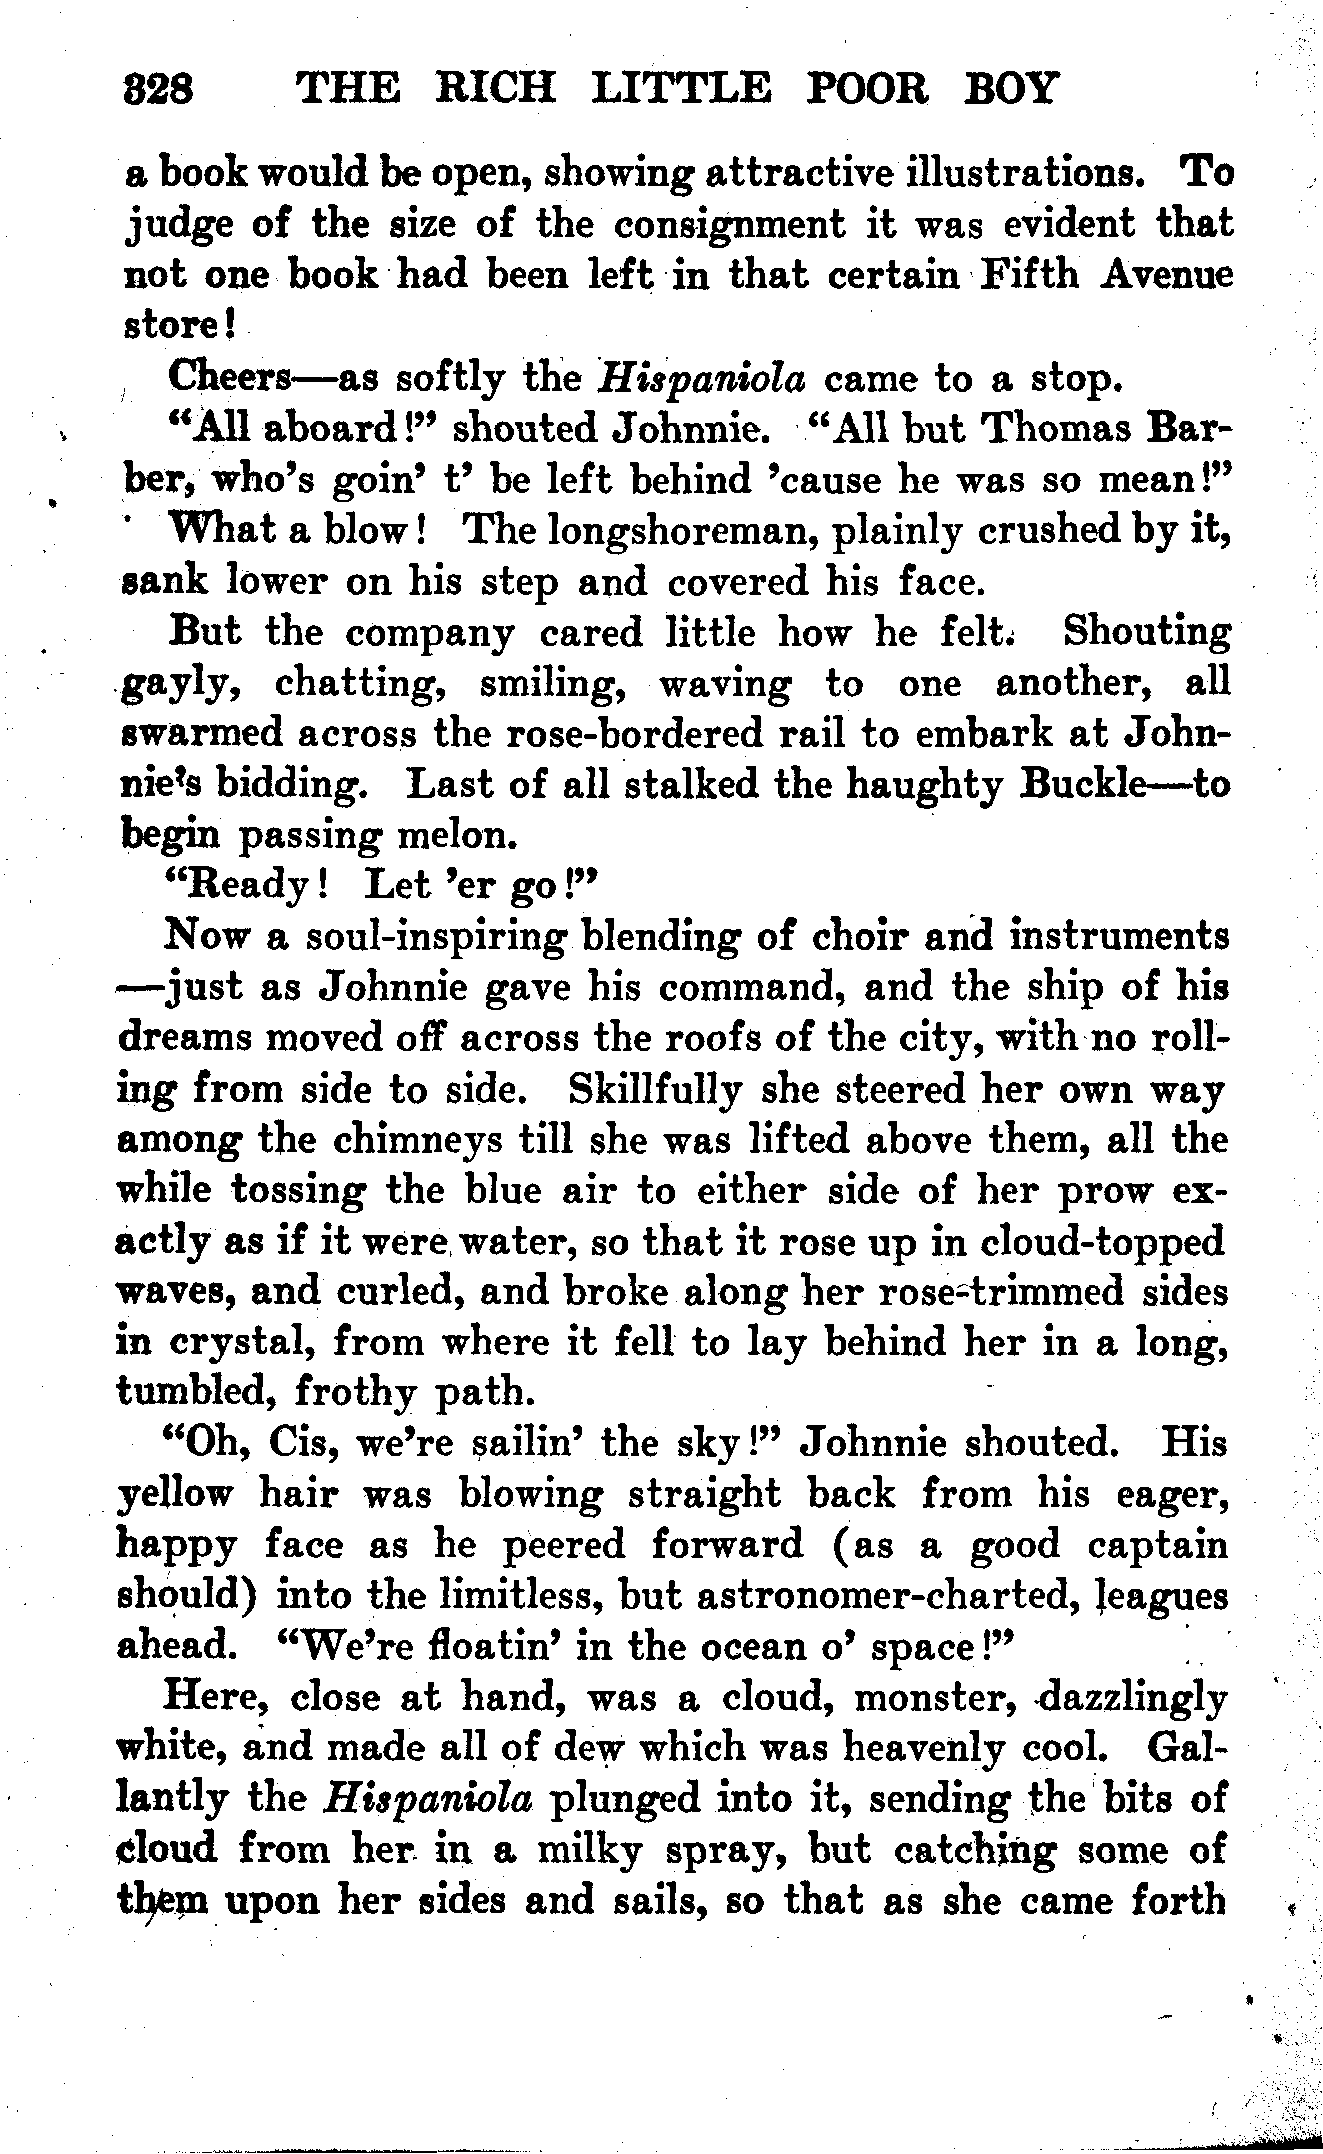 328 THE RICH LITTLE POOR BOY
a book would be open, showing attractive illustrations. To
judge of the size of the consignment it was evident that
not one book had been left in that certain Fifth Avenue
store!
Cheers—as softly the Hispaniola came to a stop.
“All aboard!” shouted Johnnie. “All but Thomas Bar-
ber, who’s goin’ t’ be left behind ’cause he was so mean!”
What a blow! The longshoreman, plainly crushed by it,
sank lower on his step and covered his face.
But the company cared little how he felt. Shouting
gayly, chatting, smiling, waving to one another, all
swarmed across the rose-bordered rail to embark at John-
nie’s bidding. Last of all stalked the haughty Buckle—to
begin passing melon.
“Ready! Let ’er go!”
Now a soul-inspiring blending of choir and instruments
—just as Johnnie gave his command, and the ship of his
dreams moved off across the roofs of the city, with no roll-
ing from side to side. Skillfully she steered her own way
among the chimneys till she was lifted above them, all the
while tossing the blue air to either side of her prow ex-
actly as if it were water, so that it rose up in cloud-topped
waves, and curled, and broke along her rose-trimmed sides
in crystal, from where it fell to lay behind her in a long,
tumbled, frothy path.
“Oh, Cis, we’re sailin’ the sky!” Johnnie shouted. His
yellow hair was blowing straight back from his eager,
happy face as he peered forward (as a good captain
should) into the limitless, but astronomer-charted, leagues
ahead. “We’re floatin’ in the ocean o’ space!”
Here, close at hand, was a cloud, monster, dazzlingly
white, and made all of dew which was heavenly cool. Gal-
lantly the Hispaniola plunged into it, sending the bits of
cloud from her in a milky spray, but catching some of
them upon her sides and sails, so that as she came forth